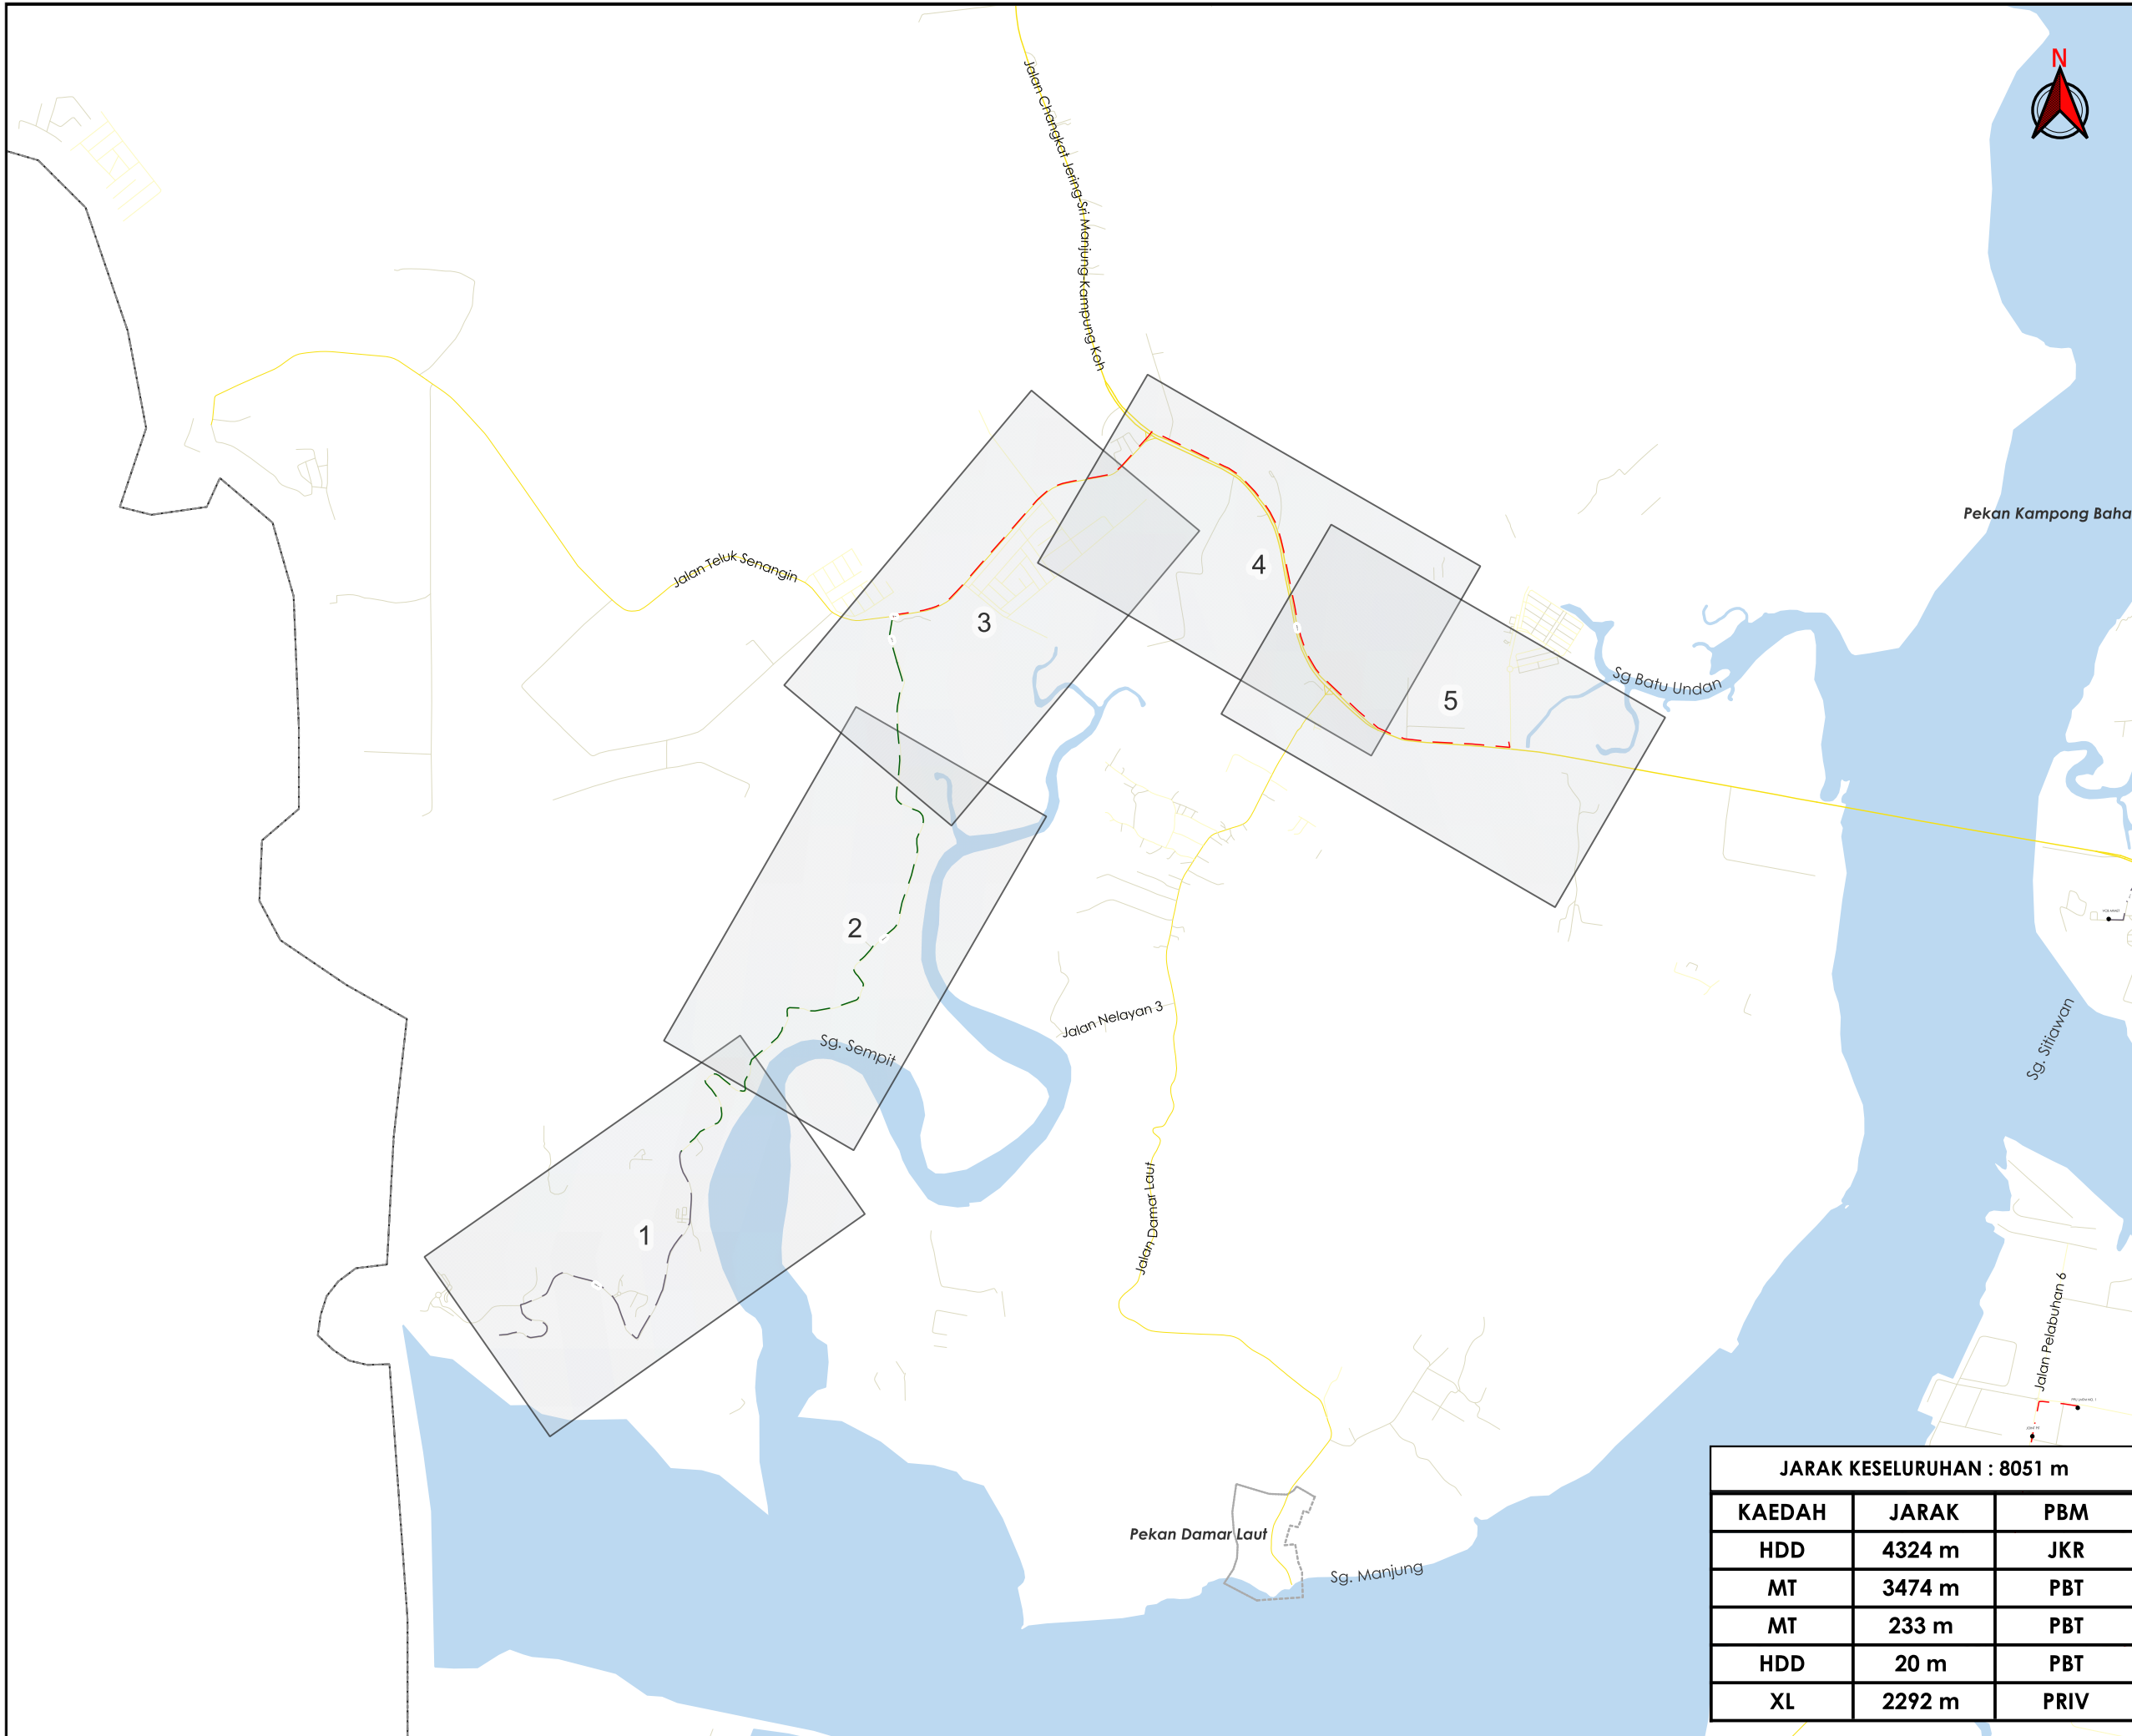 N
Jalan Changkat Jering-Sri Manjung-Kampung Koh
Pekan Kampong Baha
Jalan Teluk Senangin
4
3
Sg Batu Undan
5
2
Jalan Nelayan 3
Sg. Sempit
Sg. Sitiawan
Jalan Damar Laut
1
Jalan Pelabuhan 6
Pekan Damar Laut
Sg. Manjung
JARAK KESELURUHAN : 8051 m
KAEDAH JARAK PBM
HDD 4324 m JKR
MT 3474 m PBT
MT 233 m PBT
HDD 20 m PBT
XL 2292 m PRIV